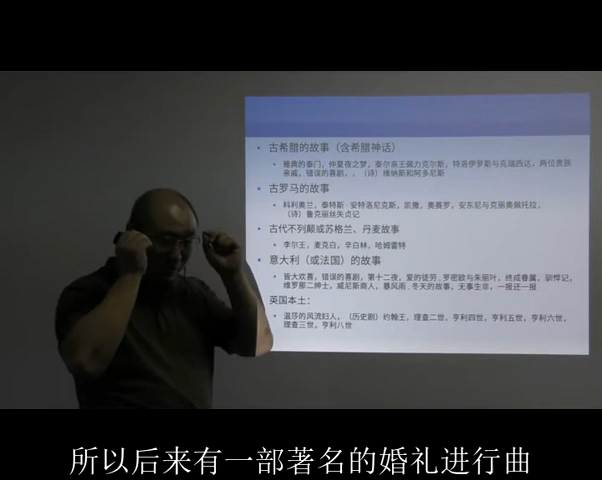 古希腊的故事（含希腊神话）
雅典的泰门，仲夏夜之梦，泰尔亲王佩力克尔斯，特洛伊罗斯与克瑞西达，两位贵族
亲戚，错误的喜剧，，（诗）维纳斯和阿多尼斯
古罗马的故事
科利奥兰，泰特斯·安特洛尼克斯，凯撒，奥赛罗，安东尼与克丽奥佩托拉，
（诗）鲁克丽丝失贞记
古代不列颠或苏格兰、丹麦故事
李尔王，麦克白，辛白林，哈姆雷特
意大利（或法国）的故事
皆大欢喜，错误的喜剧，第十二夜，爱的徒劳，罗密欧与朱丽叶，终成眷属，驯悍记，
维罗那二绅士，威尼斯商人，暴风雨，冬天的故事，无事生非，一报还一报
英国本土：
温莎的风流妇人，（历史剧）约翰王，理查二世，亨利四世，亨利五世，亨利六世，
理查三世，亨利八世
所以后来有一部著名的婚礼进行曲